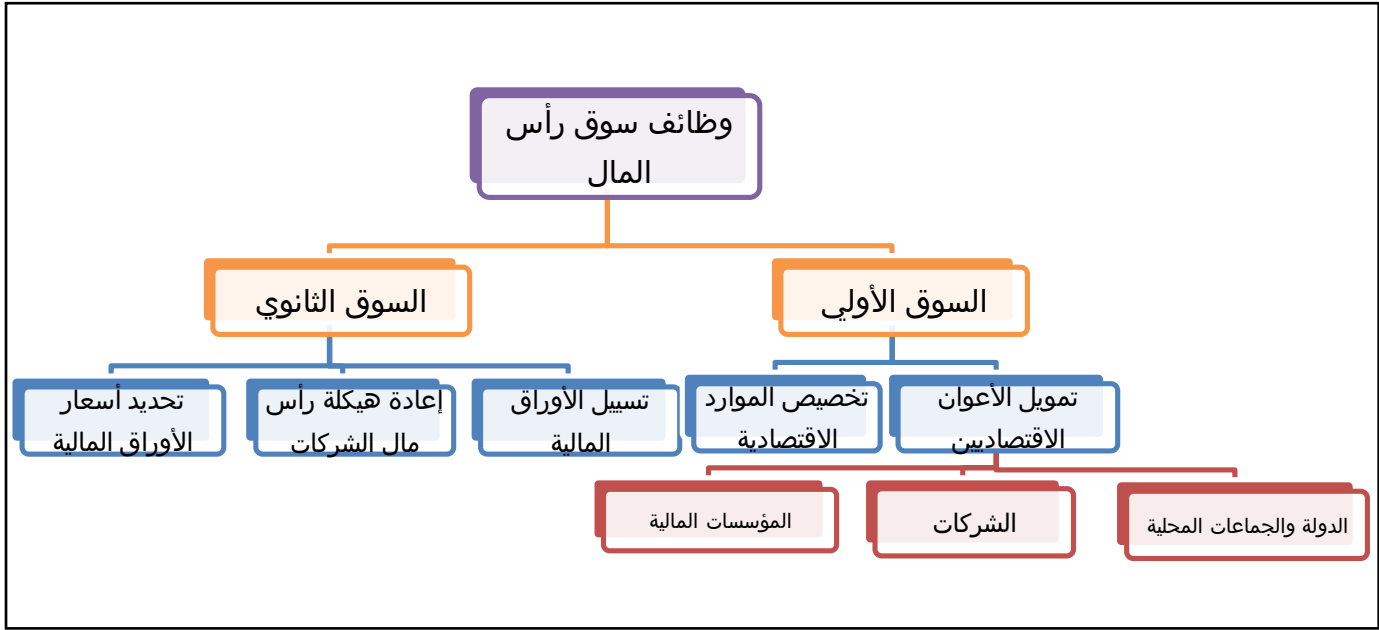 وظائف سوق رأس
المال
السوق الأولي
السوق الثانوي
تمويل الأعوان
الاقتصاديين
تخصيص الموارد
الاقتصادية
تسييل الأوراق
المالية
إعادة هيكلة رأس
مال الشركات
تحديد أسعار
الأوراق المالية
الدولة والجماعات المحلية
الشركات
المؤسسات المالية